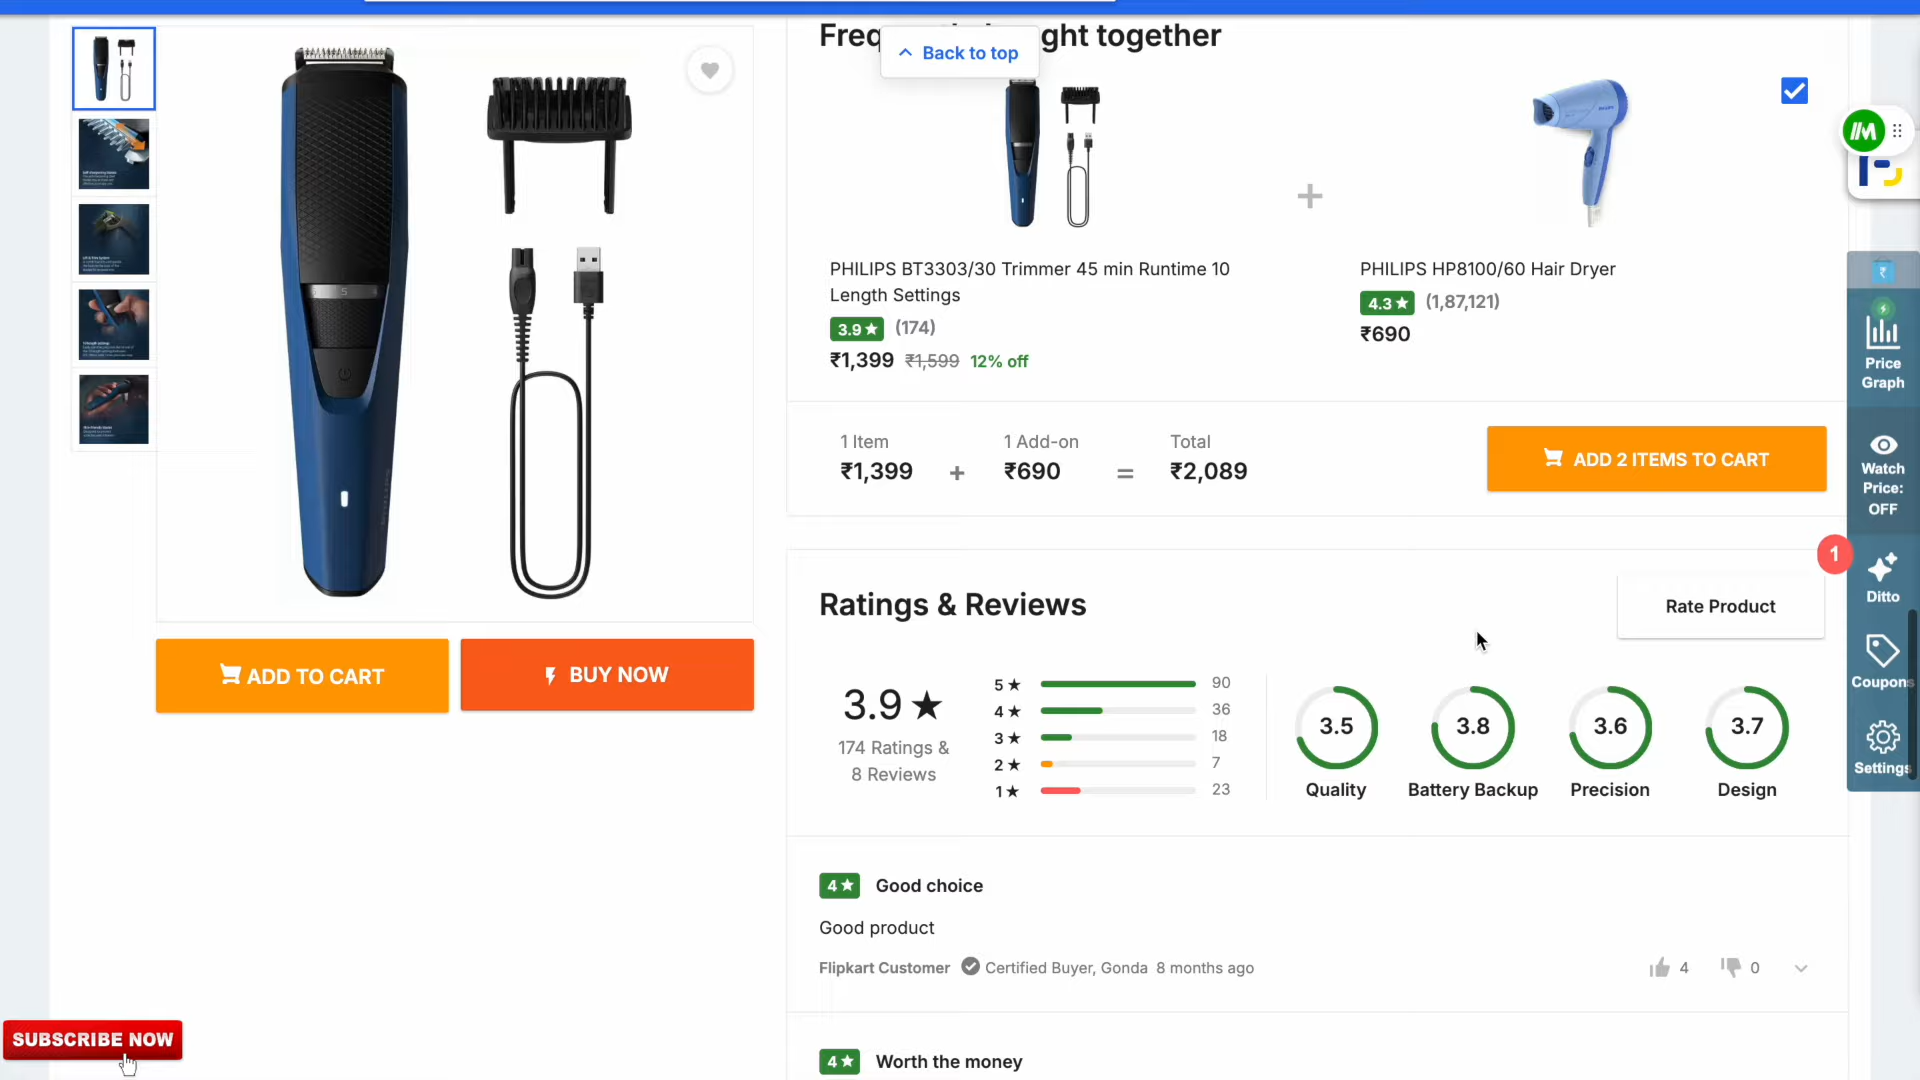 Back to top
ght together
PHILIPS BT3303/30 Trimmer 45 min Runtime 10
Length Settings
3.9★ (174)
₹1,399 ₹1,599 12% off
PHILIPS HP8100/60 Hair Dryer
4.3★ (1,87,121)
₹690
1 Item
₹1,399
+
1 Add-on
₹690
=
Total
₹2,089
ADD 2 ITEMS TO CART
ADD TO CART
BUY NOW
Ratings & Reviews
Rate Product
3.9★
174 Ratings &
8 Reviews
5★ 90
4★ 36
3★ 18
2★ 7
1★ 23
3.5
Quality
3.8
Battery Backup
3.6
Precision
3.7
Design
4★ Good choice
Good product
Flipkart Customer Certified Buyer, Gonda 8 months ago
4 0
4★ Worth the money
Price
Graph
Watch
Price:
OFF
1
Ditto
Coupons
Settings
SUBSCRIBE NOW